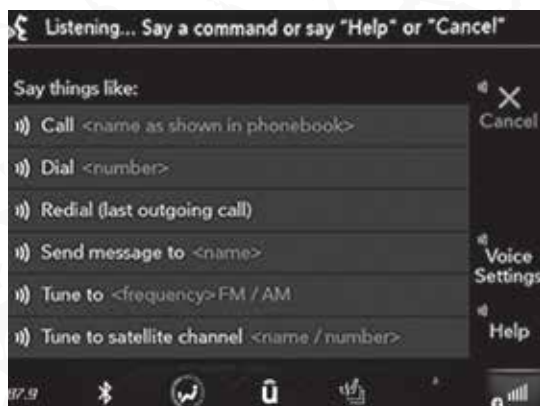 Listening... Say a command or say "Help" or "Cancel"
Say things like:
Cancel
Call <name as shown in phonebook>
Dial <number>
Redial (last outgoing call)
Send message to <name>
Voice Settings
Tune to <frequency> FM / AM
Help
Tune to satellite channel <name / number>
87.9
û